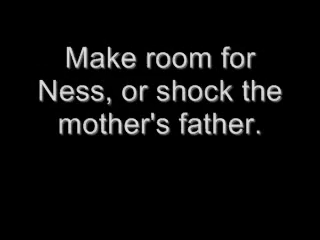 Make room for
Ness, or shock the
mother's father.